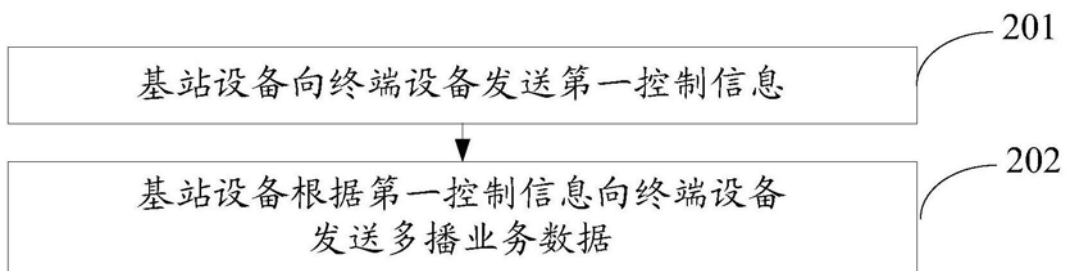 201
基站设备向终端设备发送第一控制信息
202
基站设备根据第一控制信息向终端设备
发送多播业务数据